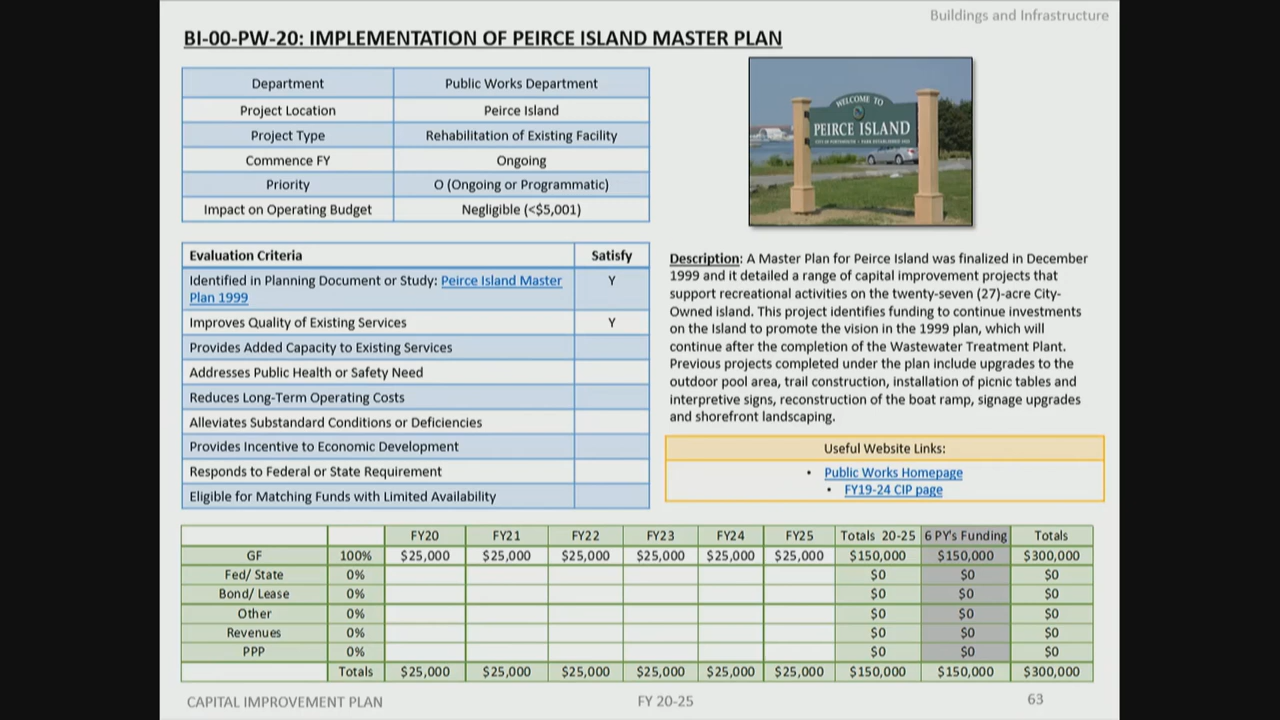 Buildings and Infrastructure
BI-00-PW-20: IMPLEMENTATION OF PEIRCE ISLAND MASTER PLAN
Department Public Works Department
Project Location Peirce Island
Project Type Rehabilitation of Existing Facility
Commence FY Ongoing
Priority O (Ongoing or Programmatic)
Impact on Operating Budget Negligible (<$5,001)
WELCOME TO
PEIRCE ISLAND
Evaluation Criteria Satisfy
Identified in Planning Document or Study: Peirce Island Master Y
Plan 1999
Improves Quality of Existing Services Y
Provides Added Capacity to Existing Services
Addresses Public Health or Safety Need
Reduces Long-Term Operating Costs
Alleviates Substandard Conditions or Deficiencies
Provides Incentive to Economic Development
Responds to Federal or State Requirement
Eligible for Matching Funds with Limited Availability
Description: A Master Plan for Peirce Island was finalized in December
1999 and it detailed a range of capital improvement projects that
support recreational activities on the twenty-seven (27)-acre City-
Owned island. This project identifies funding to continue investments
on the Island to promote the vision in the 1999 plan, which will
continue after the completion of the Wastewater Treatment Plant.
Previous projects completed under the plan include upgrades to the
outdoor pool area, trail construction, installation of picnic tables and
interpretive signs, reconstruction of the boat ramp, signage upgrades
and shorefront landscaping.
Useful Website Links:
• Public Works Homepage
• FY19-24 CIP page
FY20 FY21 FY22 FY23 FY24 FY25 Totals 20-25 6 PY's Funding Totals
GF 100% $25,000 $25,000 $25,000 $25,000 $25,000 $25,000 $150,000 $150,000 $300,000
Fed/ State 0% $0 $0 $0
Bond/ Lease 0% $0 $0 $0
Other 0% $0 $0 $0
Revenues 0% $0 $0 $0
PPP 0% $0 $0 $0
Totals $25,000 $25,000 $25,000 $25,000 $25,000 $25,000 $150,000 $150,000 $300,000
CAPITAL IMPROVEMENT PLAN FY 20-25 63